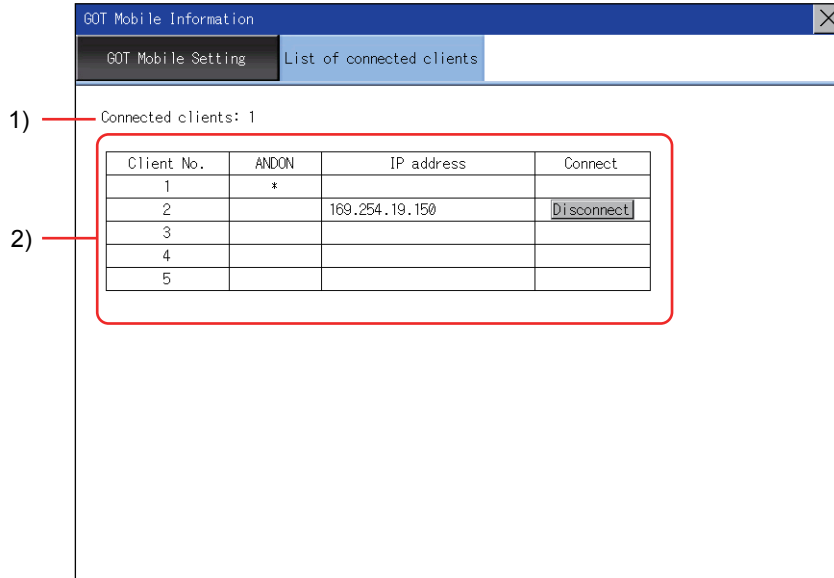 GOT Mobile Information
GOT Mobile Setting List of connected clients
1) Connected clients: 1
Client No. ANDON IP address Connect
1 *
2 169.254.19.150 Disconnect
2) 3
4
5